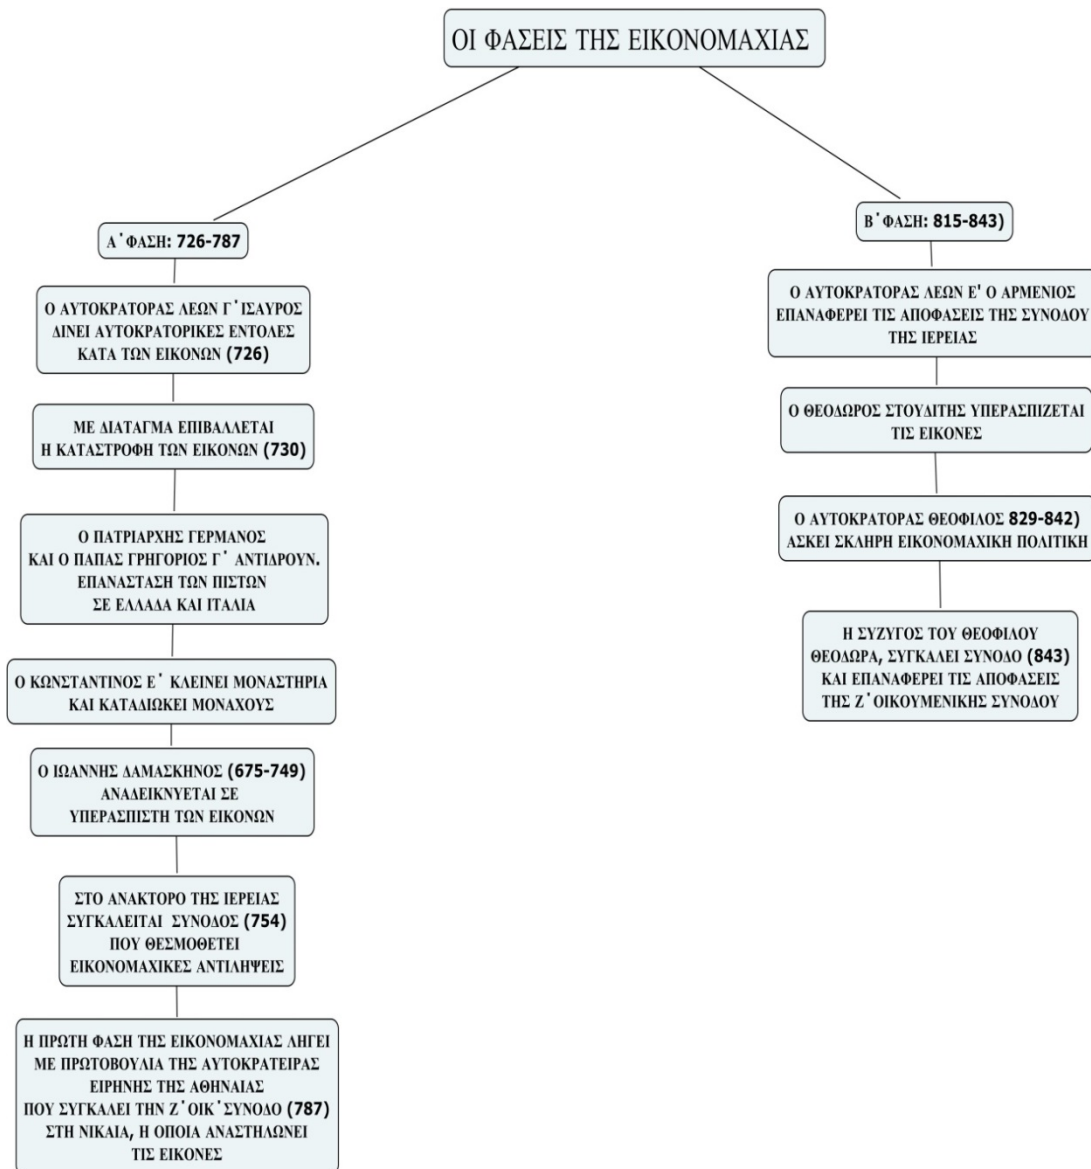 ΟΙ ΦΑΣΕΙΣ ΤΗΣ ΕΙΚΟΝΟΜΑΧΙΑΣ
Α΄ΦΑΣΗ: 726-787
Ο ΑΥΤΟΚΡΑΤΟΡΑΣ ΛΕΩΝ Γ΄ΙΣΑΥΡΟΣ
ΔΙΝΕΙ ΑΥΤΟΚΡΑΤΟΡΙΚΕΣ ΕΝΤΟΛΕΣ
ΚΑΤΑ ΤΩΝ ΕΙΚΟΝΩΝ (726)
ΜΕ ΔΙΑΤΑΓΜΑ ΕΠΙΒΑΛΛΕΤΑΙ
Η ΚΑΤΑΣΤΡΟΦΗ ΤΩΝ ΕΙΚΟΝΩΝ (730)
Ο ΠΑΤΡΙΑΡΧΗΣ ΓΕΡΜΑΝΟΣ
ΚΑΙ Ο ΠΑΠΑΣ ΓΡΗΓΟΡΙΟΣ Γ΄ ΑΝΤΙΔΡΟΥΝ.
ΕΠΑΝΑΣΤΑΣΗ ΤΩΝ ΠΙΣΤΩΝ
ΣΕ ΕΛΛΑΔΑ ΚΑΙ ΙΤΑΛΙΑ
Ο ΚΩΝΣΤΑΝΤΙΝΟΣ Ε΄ ΚΛΕΙΝΕΙ ΜΟΝΑΣΤΗΡΙΑ
ΚΑΙ ΚΑΤΑΔΙΩΚΕΙ ΜΟΝΑΧΟΥΣ
Ο ΙΩΑΝΝΗΣ ΔΑΜΑΣΚΗΝΟΣ (675-749)
ΑΝΑΔΕΙΚΝΥΕΤΑΙ ΣΕ
ΥΠΕΡΑΣΠΙΣΤΗ ΤΩΝ ΕΙΚΟΝΩΝ
ΣΤΟ ΑΝΑΚΤΟΡΟ ΤΗΣ ΙΕΡΕΙΑΣ
ΣΥΓΚΑΛΕΙΤΑΙ ΣΥΝΟΔΟΣ (754)
ΠΟΥ ΘΕΣΜΟΘΕΤΕΙ
ΕΙΚΟΝΟΜΑΧΙΚΕΣ ΑΝΤΙΛΗΨΕΙΣ
Η ΠΡΩΤΗ ΦΑΣΗ ΤΗΣ ΕΙΚΟΝΟΜΑΧΙΑΣ ΛΗΓΕΙ
ΜΕ ΠΡΩΤΟΒΟΥΛΙΑ ΤΗΣ ΑΥΤΟΚΡΑΤΕΙΡΑΣ
ΕΙΡΗΝΗΣ ΤΗΣ ΑΘΗΝΑΙΑΣ
ΠΟΥ ΣΥΓΚΑΛΕΙ ΤΗΝ Ζ΄ΟΙΚ΄ΣΥΝΟΔΟ (787)
ΣΤΗ ΝΙΚΑΙΑ, Η ΟΠΟΙΑ ΑΝΑΣΤΗΛΩΝΕΙ
ΤΙΣ ΕΙΚΟΝΕΣ
Β΄ΦΑΣΗ: 815-843)
Ο ΑΥΤΟΚΡΑΤΟΡΑΣ ΛΕΩΝ Ε' Ο ΑΡΜΕΝΙΟΣ
ΕΠΑΝΑΦΕΡΕΙ ΤΙΣ ΑΠΟΦΑΣΕΙΣ ΤΗΣ ΣΥΝΟΔΟΥ
ΤΗΣ ΙΕΡΕΙΑΣ
Ο ΘΕΟΔΩΡΟΣ ΣΤΟΥΔΙΤΗΣ ΥΠΕΡΑΣΠΙΖΕΤΑΙ
ΤΙΣ ΕΙΚΟΝΕΣ
Ο ΑΥΤΟΚΡΑΤΟΡΑΣ ΘΕΟΦΙΛΟΣ 829-842)
ΑΣΚΕΙ ΣΚΛΗΡΗ ΕΙΚΟΝΟΜΑΧΙΚΗ ΠΟΛΙΤΙΚΗ
Η ΣΥΖΥΓΟΣ ΤΟΥ ΘΕΟΦΙΛΟΥ
ΘΕΟΔΩΡΑ, ΣΥΓΚΑΛΕΙ ΣΥΝΟΔΟ (843)
ΚΑΙ ΕΠΑΝΑΦΕΡΕΙ ΤΙΣ ΑΠΟΦΑΣΕΙΣ
ΤΗΣ Ζ΄ΟΙΚΟΥΜΕΝΙΚΗΣ ΣΥΝΟΔΟΥ